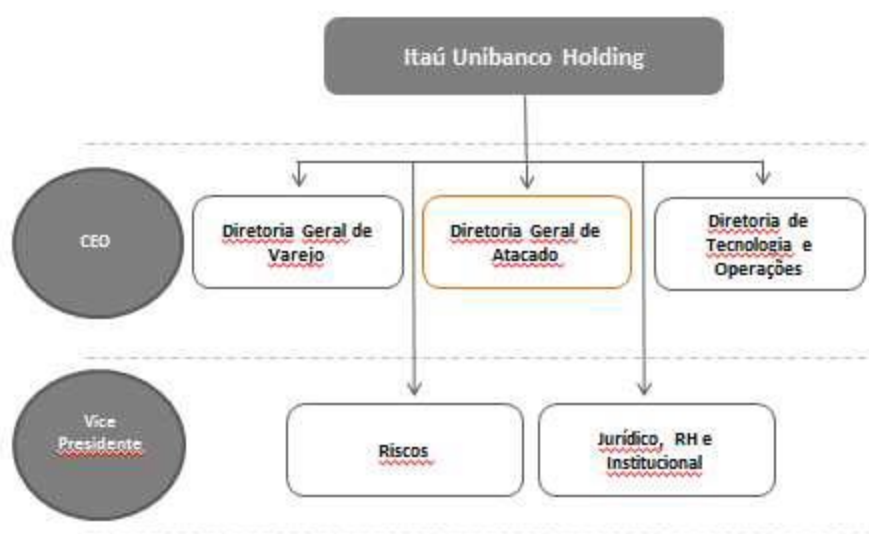 Itaú Unibanco Holding
CEO
Diretoria Geral de
Varejo
Diretoria Geral de
Atacado
Diretoria de
Tecnologia e
Operações
Vice
Presidente
Riscos
Jurídico, RH e
Institucional